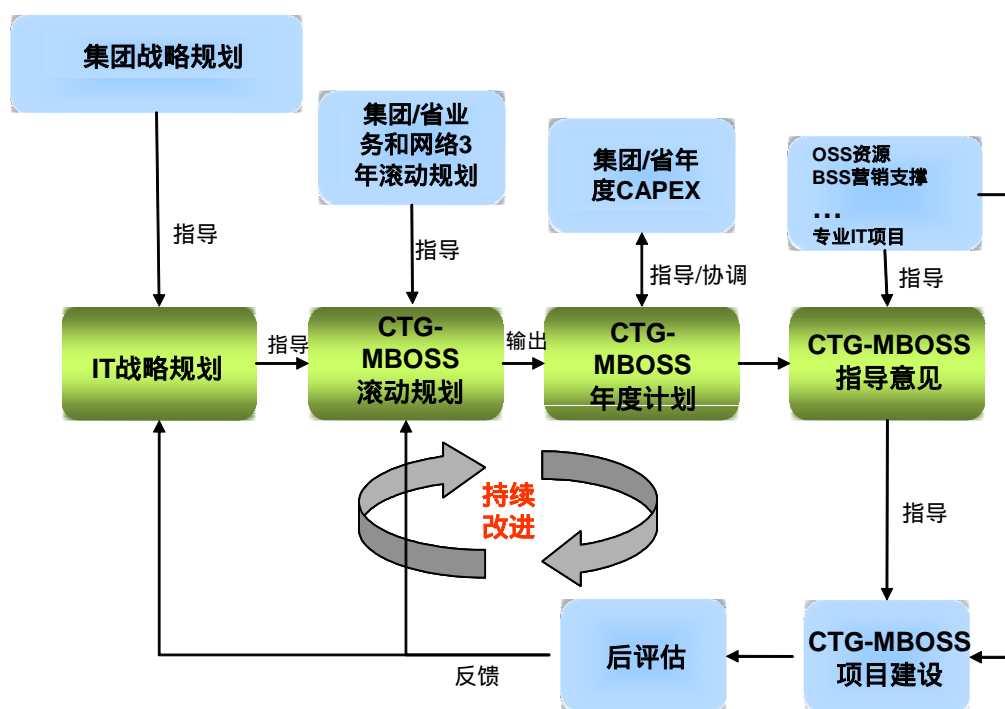 集团战略规划
集团/省业
务和网络3
年滚动规划
集团/省年
度CAPEX
OSS资源
BSS营销支撑
…
专业IT项目
指导
指导
指导/协调
指导
IT战略规划
指导
CTG-
MBOSS
滚动规划
输出
CTG-
MBOSS
年度计划
CTG-MBOSS
指导意见
持续
改进
指导
反馈
后评估
CTG-MBOSS
项目建设